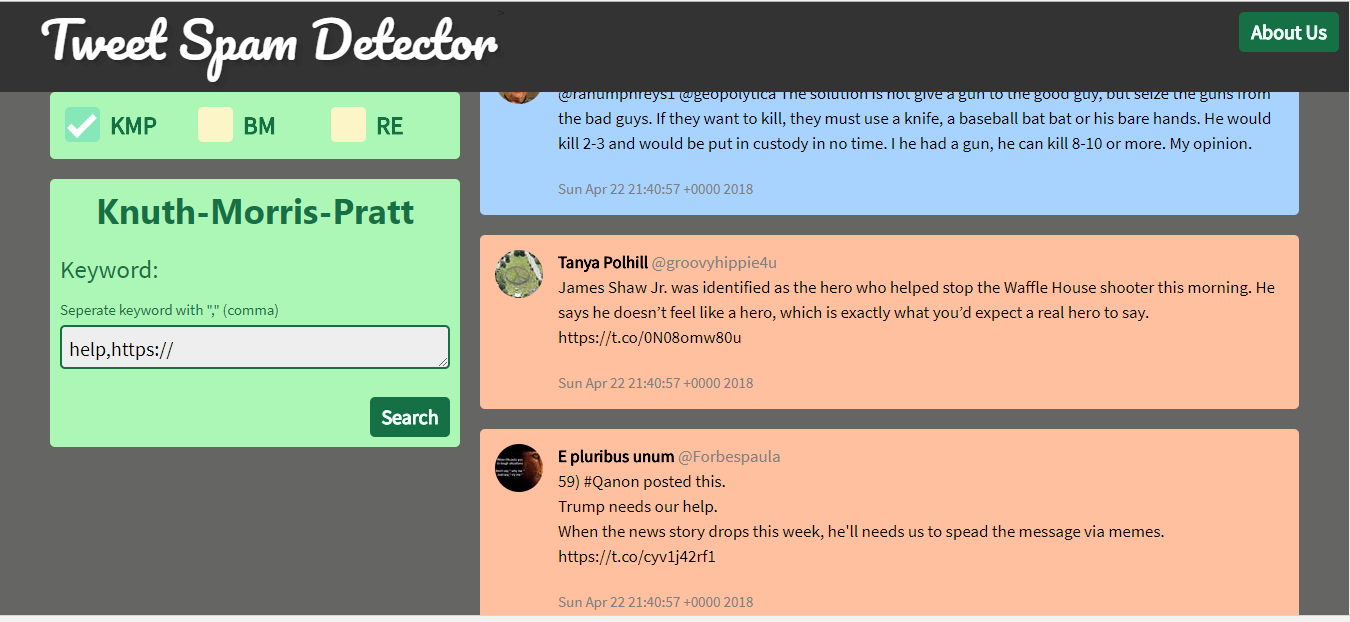 Tweet Spam Detector
>
About Us
KMP
BM
RE
Knuth-Morris-Pratt
Keyword:
Seperate keyword with "," (comma)
help,https://
Search
@rahumphreys1 @geopolytica The solution is not give a gun to the good guy, but seize the guns from
the bad guys. If they want to kill, they must use a knife, a baseball bat bat or his bare hands. He would
kill 2-3 and would be put in custody in no time. I he had a gun, he can kill 8-10 or more. My opinion.
Sun Apr 22 21:40:57 +0000 2018
Tanya Polhill @groovyhippie4u
James Shaw Jr. was identified as the hero who helped stop the Waffle House shooter this morning. He
says he doesn’t feel like a hero, which is exactly what you’d expect a real hero to say.
https://t.co/0N08omw80u
Sun Apr 22 21:40:57 +0000 2018
E pluribus unum @Forbespaula
59) #Qanon posted this.
Trump needs our help.
When the news story drops this week, he'll needs us to spead the message via memes.
https://t.co/cyv1j42rf1
Sun Apr 22 21:40:57 +0000 2018